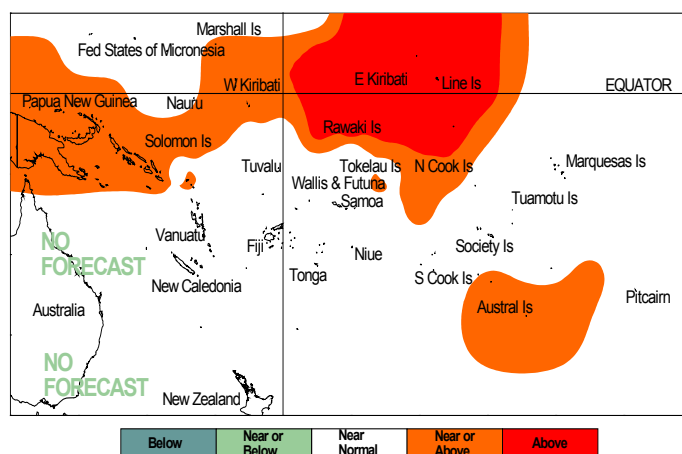 Marshall Is
Fed States of Micronesia
W Kiribati
E Kiribati
Line Is
EQUATOR
Papua New Guinea
Nauru
Rawaki Is
Solomon Is
Tuvalu
Tokelau Is
N Cook Is
Marquesas Is
Wallis & Futuna
Samoa
Tuamotu Is
Vanuatu
NO
FORECAST
Fiji
Niue
Society Is
Tonga
S Cook Is
New Caledonia
Pitcairn
Australia
Austral Is
NO
FORECAST
New Zealand
Below
Near or
Below
Near
Normal
Near or
Above
Above